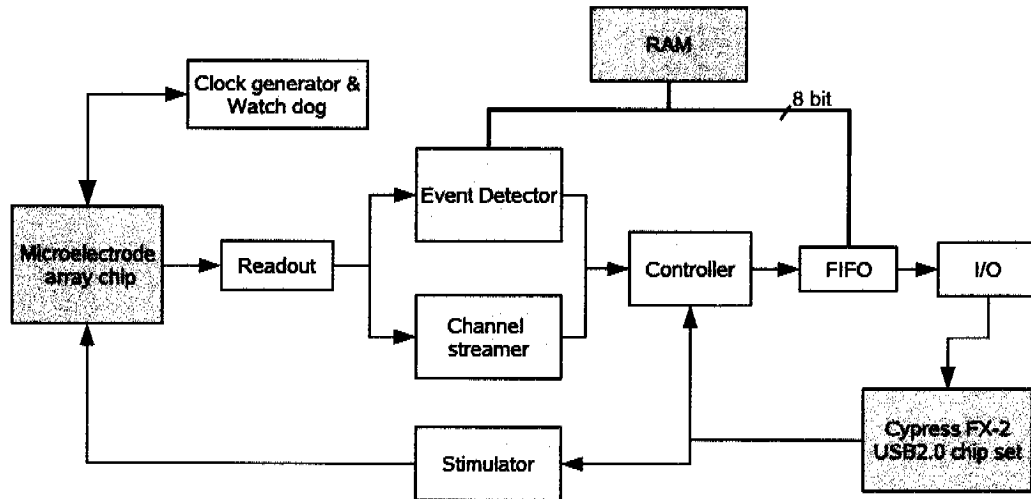 RAM
Clock generator &
Watch dog
8 bit
Event Detector
Microelectrode
array chip
Readout
Controller
FIFO
I/O
Channel
streamer
Cypress FX-2
USB2.0 chip set
Stimulator